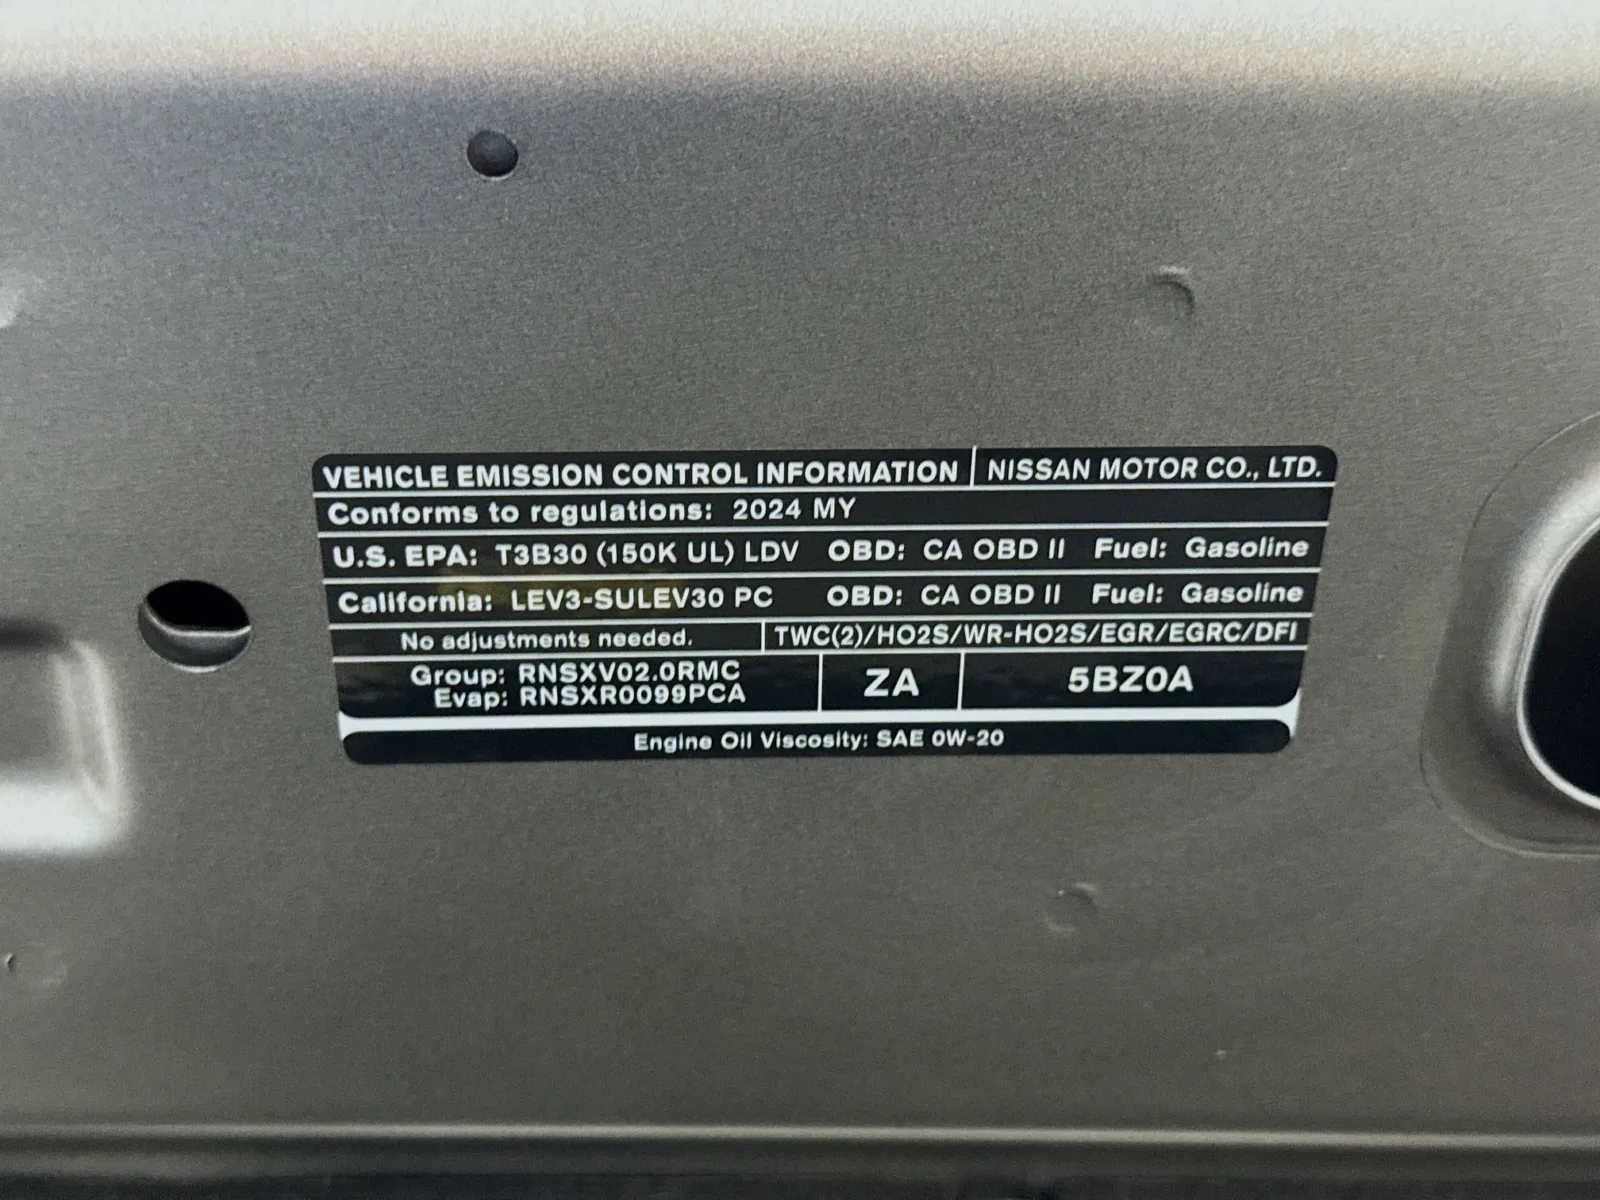 VEHICLE EMISSION CONTROL INFORMATION NISSAN MOTOR CO., LTD.
Conforms to regulations: 2024 MY
U.S. EPA: T3B30 (150K UL) LDV OBD: CA OBD II Fuel: Gasoline
California: LEV3-SULEV30 PC OBD: CA OBD II Fuel: Gasoline
No adjustments needed. TWC(2)/HO2S/WR-HO2S/EGR/EGRC/DFI
Group: RNSXV02.0RMC
Evap: RNSXR0099PCA
ZA
5BZ0A
Engine Oil Viscosity: SAE 0W-20